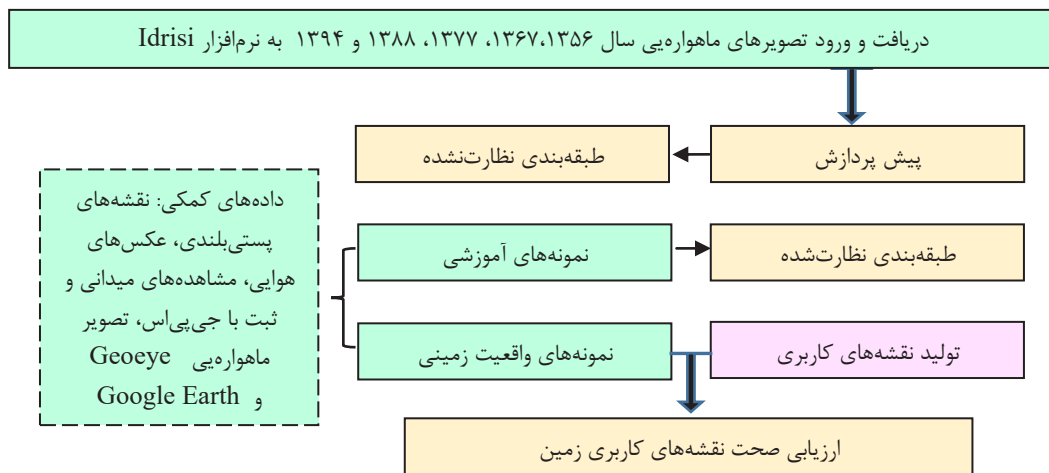 دریافت و ورود تصویرهای ماهواره‌یی سال ۱۳۵۶،۱۳۶۷، ۱۳۷۷، ۱۳۸۸ و ۱۳۹۴ به نرم‌افزار Idrisi
پیش پردازش
طبقه‌بندی نظارت‌نشده
طبقه‌بندی نظارت‌شده
نمونه‌های آموزشی
داده‌های کمکی: نقشه‌های
پستی‌بلندی، عکس‌های
هوایی، مشاهده‌های میدانی و
ثبت با جی‌پی‌اس، تصویر
ماهواره‌یی Geoeye
و Google Earth
تولید نقشه‌های کاربری
نمونه‌های واقعیت زمینی
ارزیابی صحت نقشه‌های کاربری زمین